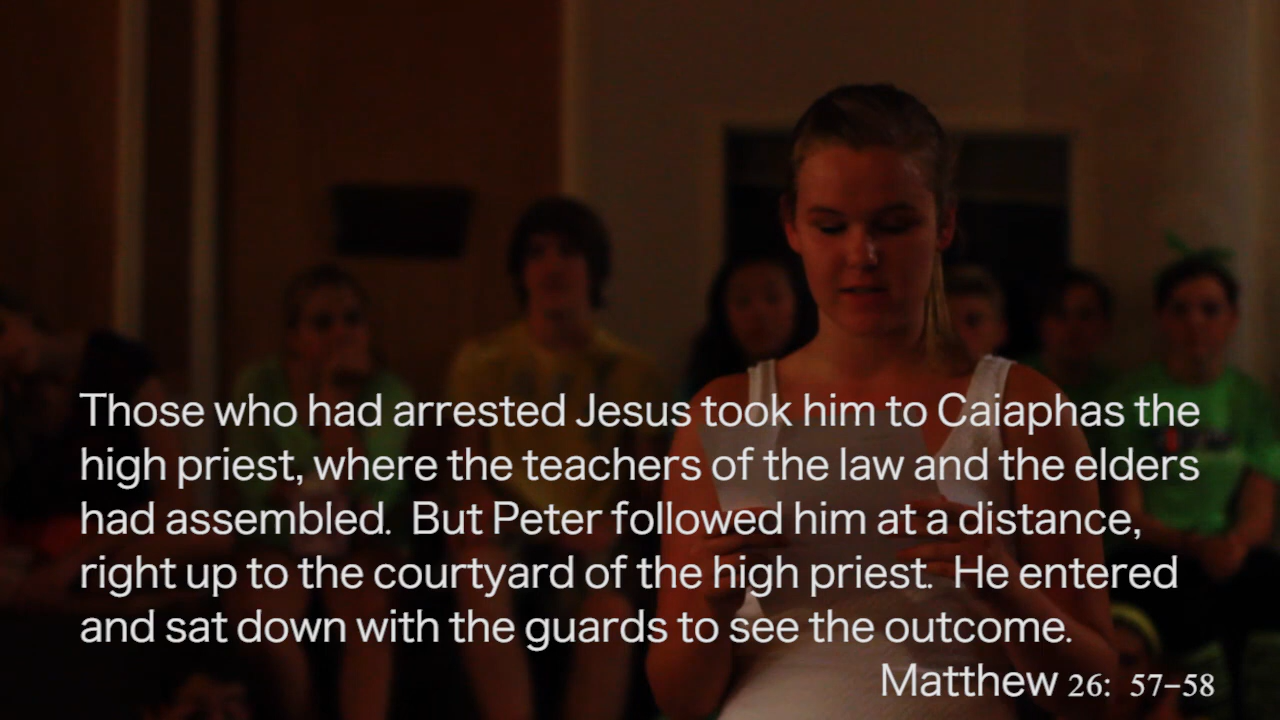 Those who had arrested Jesus took him to Caiaphas the
high priest, where the teachers of the law and the elders
had assembled.  But Peter followed him at a distance,
right up to the courtyard of the high priest.  He entered
and sat down with the guards to see the outcome.
Matthew 26:  57–58